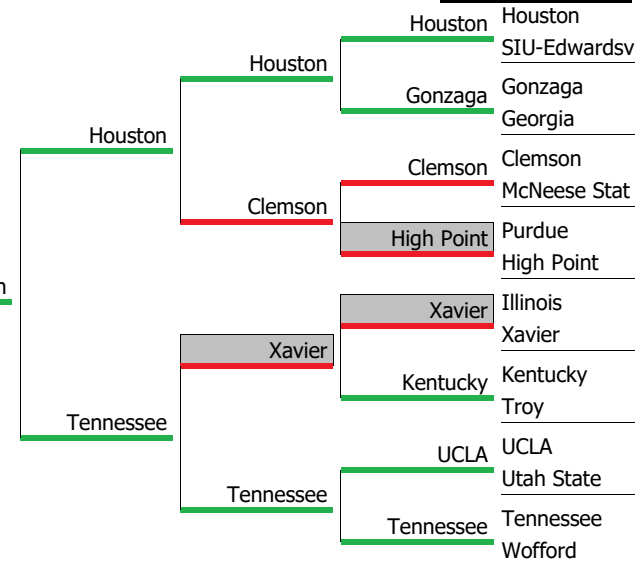 Houston
Houston
SIU-Edwardsv
Houston
Gonzaga
Gonzaga
Georgia
Houston
Clemson
Clemson
McNeese Stat
Clemson
High Point
Purdue
High Point
n
Xavier
Illinois
Xavier
Xavier
Kentucky
Kentucky
Troy
Tennessee
UCLA
UCLA
Utah State
Tennessee
Tennessee
Tennessee
Wofford